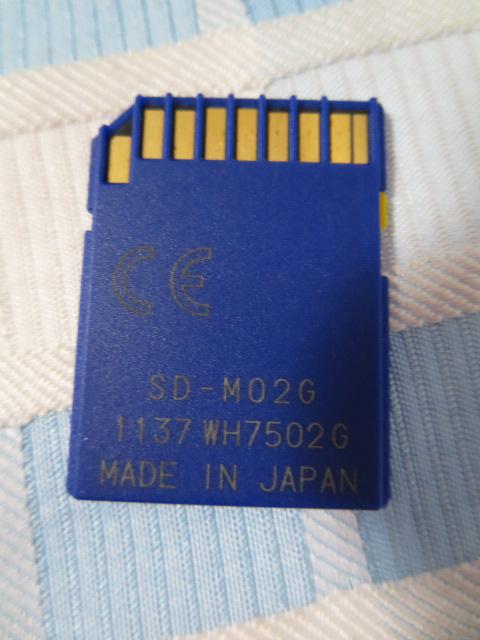 CE
SD-M02G
1137 WH7502G
MADE IN JAPAN